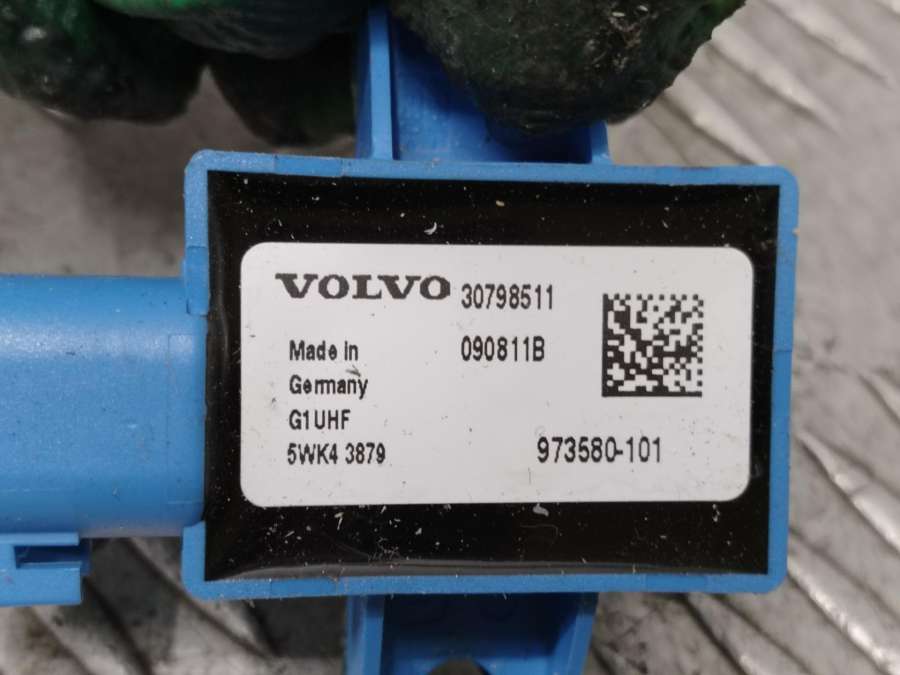 VOLVO 30798511
Made in 090811B
Germany
G1UHF
5WK4 3879 973580-101